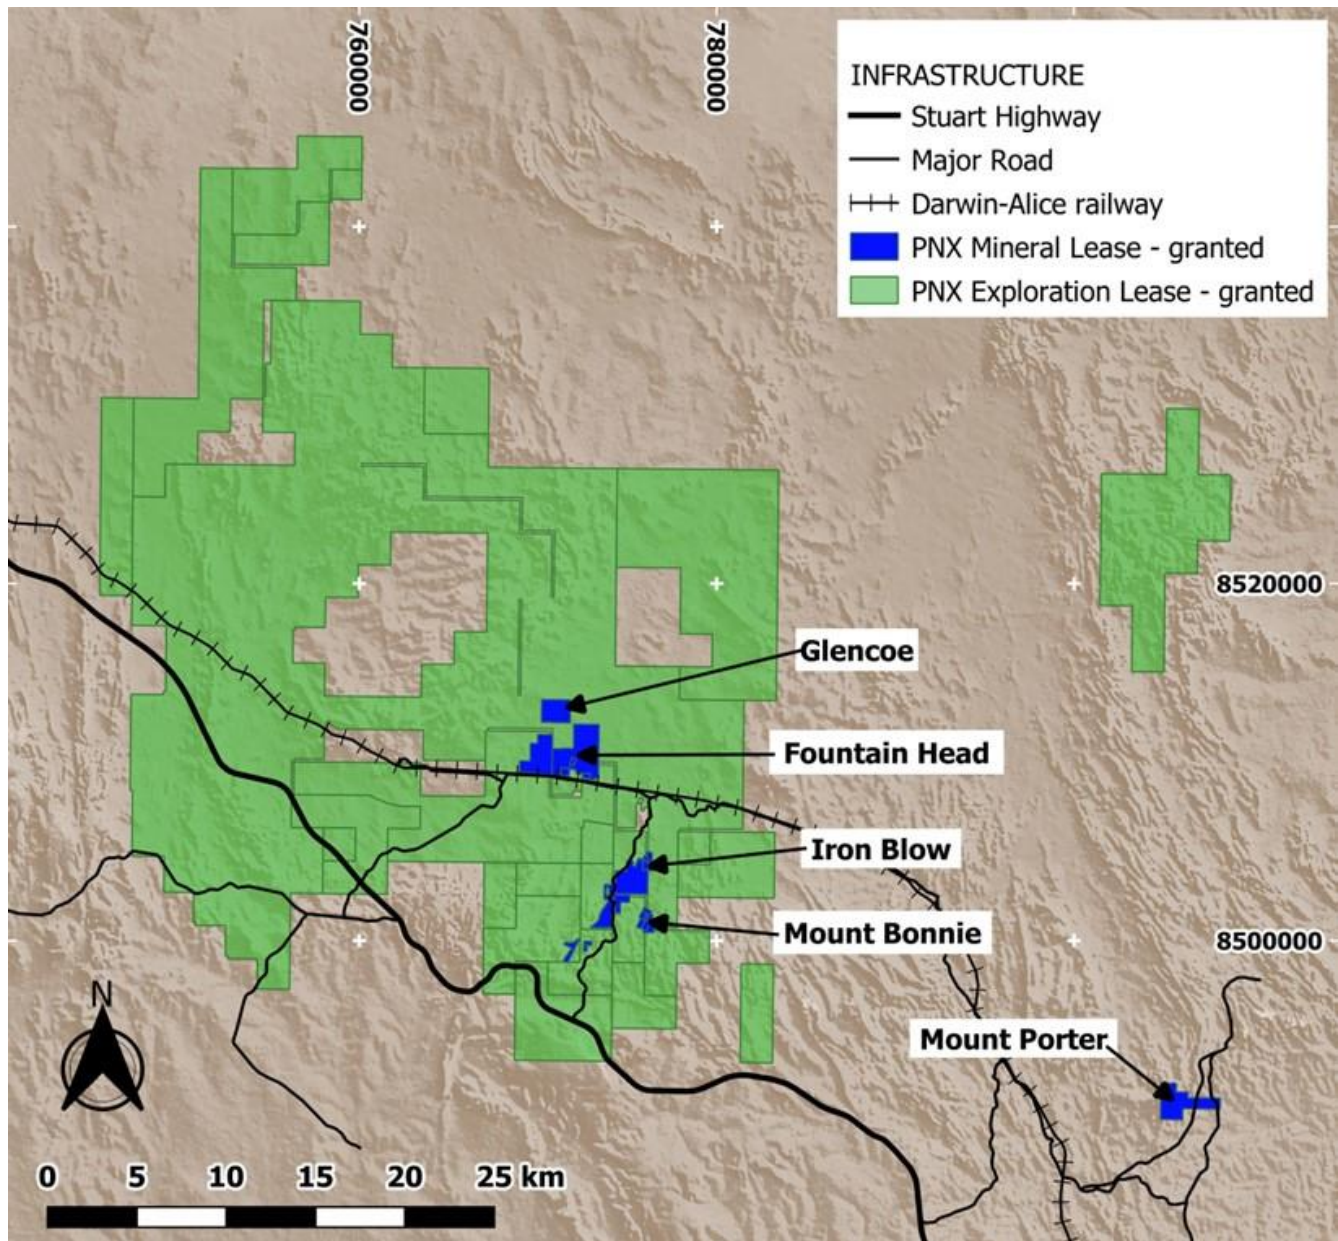 760000
780000
INFRASTRUCTURE
Stuart Highway
Major Road
Darwin-Alice railway
PNX Mineral Lease - granted
PNX Exploration Lease - granted
8520000
Glencoe
Fountain Head
Iron Blow
Mount Bonnie
8500000
N
Mount Porter
0 5 10 15 20 25 km